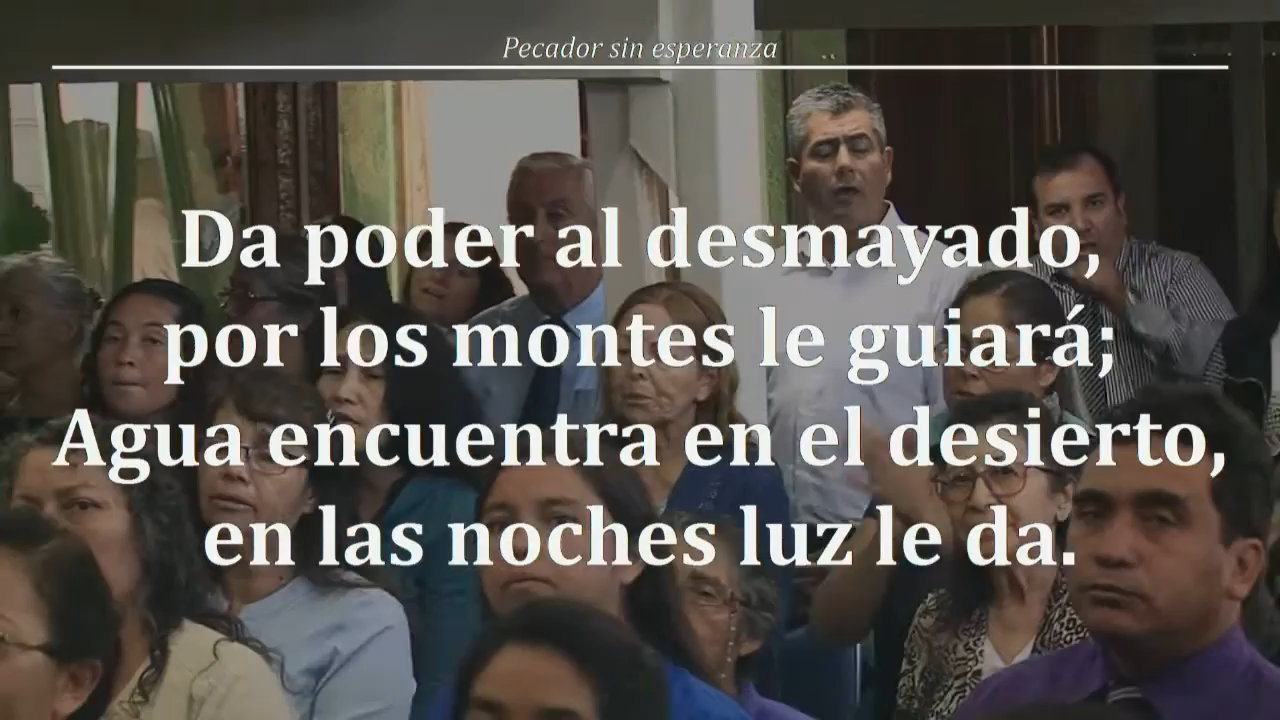 Pecador sin esperanza
Da poder al desmayado,
por los montes le guiará;
Agua encuentra en el desierto,
en las noches luz le da.